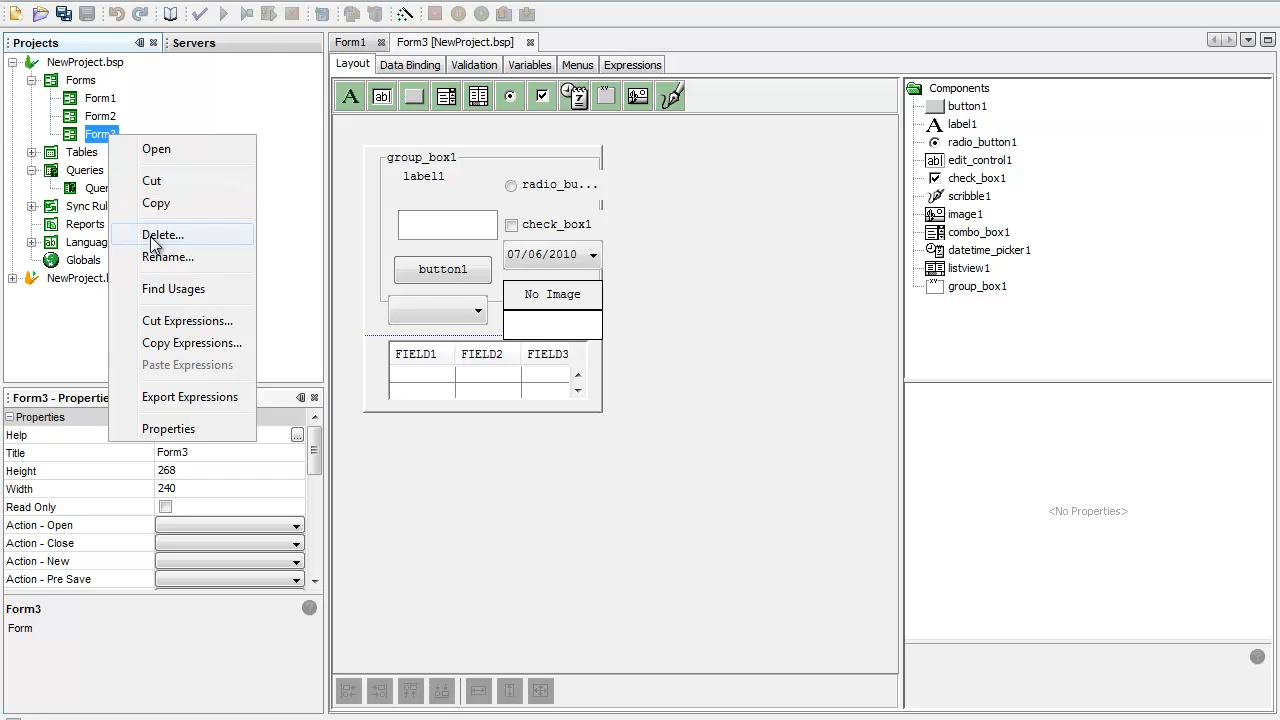 Projects
Servers
NewProject.bsp
Forms
Form1
Form2
Form3
Tables
Queries
Sync Rul
Reports
Languag
Globals
Open
Cut
Copy
Delete...
Rename...
Find Usages
Cut Expressions...
Copy Expressions...
Paste Expressions
Export Expressions
Properties
Form3 - Propertie
Properties
Help
...
Title Form3
Height 268
Width 240
Read Only
Action - Open
Action - Close
Action - New
Action - Pre Save
Form3
Form
Form1
Form3 [NewProject.bsp]
Layout Data Binding Validation Variables Menus Expressions
group_box1
label1
radio_bu...
check_box1
07/06/2010
button1
No Image
FIELD1 FIELD2 FIELD3
Components
button1
label1
radio_button1
edit_control1
check_box1
scribble1
image1
combo_box1
datetime_picker1
listview1
group_box1
<No Properties>